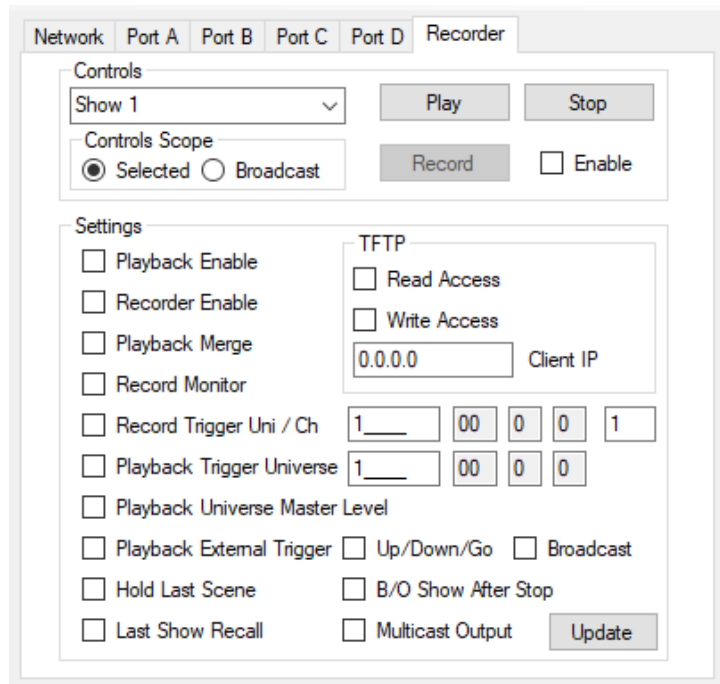 Network Port A Port B Port C Port D Recorder
Controls
Show 1 Play Stop
Controls Scope
Selected Broadcast Record Enable
Settings
TFTP
Playback Enable Read Access
Recorder Enable Write Access
Playback Merge 0.0.0.0 Client IP
Record Monitor
Record Trigger Uni / Ch 1____ 00 0 0 1
Playback Trigger Universe 1____ 00 0 0
Playback Universe Master Level
Playback External Trigger Up/Down/Go Broadcast
Hold Last Scene B/O Show After Stop
Last Show Recall Multicast Output Update